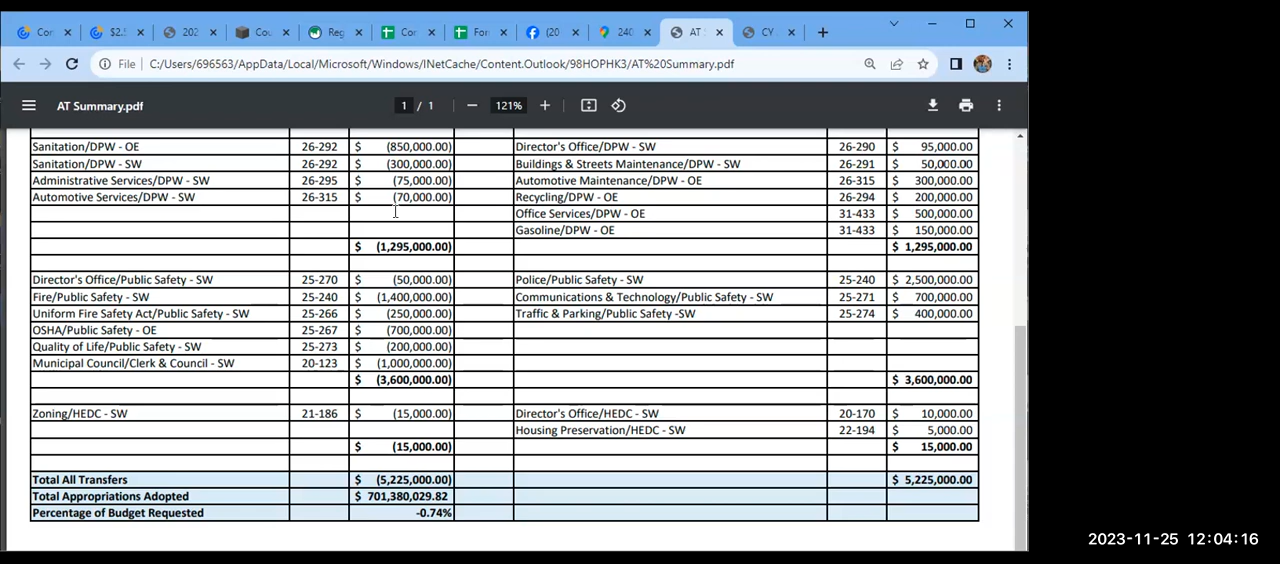 Cor
$2.5
202
Cou
Reg
Cor
For
(20
240
AT S
CY
File C:/Users/696563/AppData/Local/Microsoft/Windows/INetCache/Content.Outlook/98HOPHK3/AT%20Summary.pdf
AT Summary.pdf 1 / 1 121%
Sanitation/DPW - OE 26-292 $ (850,000.00) Director's Office/DPW - SW 26-290 $ 95,000.00
Sanitation/DPW - SW 26-292 $ (300,000.00) Buildings & Streets Maintenance/DPW - SW 26-291 $ 50,000.00
Administrative Services/DPW - SW 26-295 $ (75,000.00) Automotive Maintenance/DPW - OE 26-315 $ 300,000.00
Automotive Services/DPW - SW 26-315 $ (70,000.00) Recycling/DPW - OE 26-294 $ 200,000.00
Office Services/DPW - OE 31-433 $ 500,000.00
Gasoline/DPW - OE 31-433 $ 150,000.00
$ (1,295,000.00) $ 1,295,000.00
Director's Office/Public Safety - SW 25-270 $ (50,000.00) Police/Public Safety - SW 25-240 $ 2,500,000.00
Fire/Public Safety - SW 25-240 $ (1,400,000.00) Communications & Technology/Public Safety - SW 25-271 $ 700,000.00
Uniform Fire Safety Act/Public Safety - SW 25-266 $ (250,000.00) Traffic & Parking/Public Safety -SW 25-274 $ 400,000.00
OSHA/Public Safety - OE 25-267 $ (700,000.00)
Quality of Life/Public Safety - SW 25-273 $ (200,000.00)
Municipal Council/Clerk & Council - SW 20-123 $ (1,000,000.00)
$ (3,600,000.00) $ 3,600,000.00
Zoning/HEDC - SW 21-186 $ (15,000.00) Director's Office/HEDC - SW 20-170 $ 10,000.00
Housing Preservation/HEDC - SW 22-194 $ 5,000.00
$ (15,000.00) $ 15,000.00
Total All Transfers $ (5,225,000.00) $ 5,225,000.00
Total Appropriations Adopted $ 701,380,029.82
Percentage of Budget Requested -0.74%
2023-11-25 12:04:16